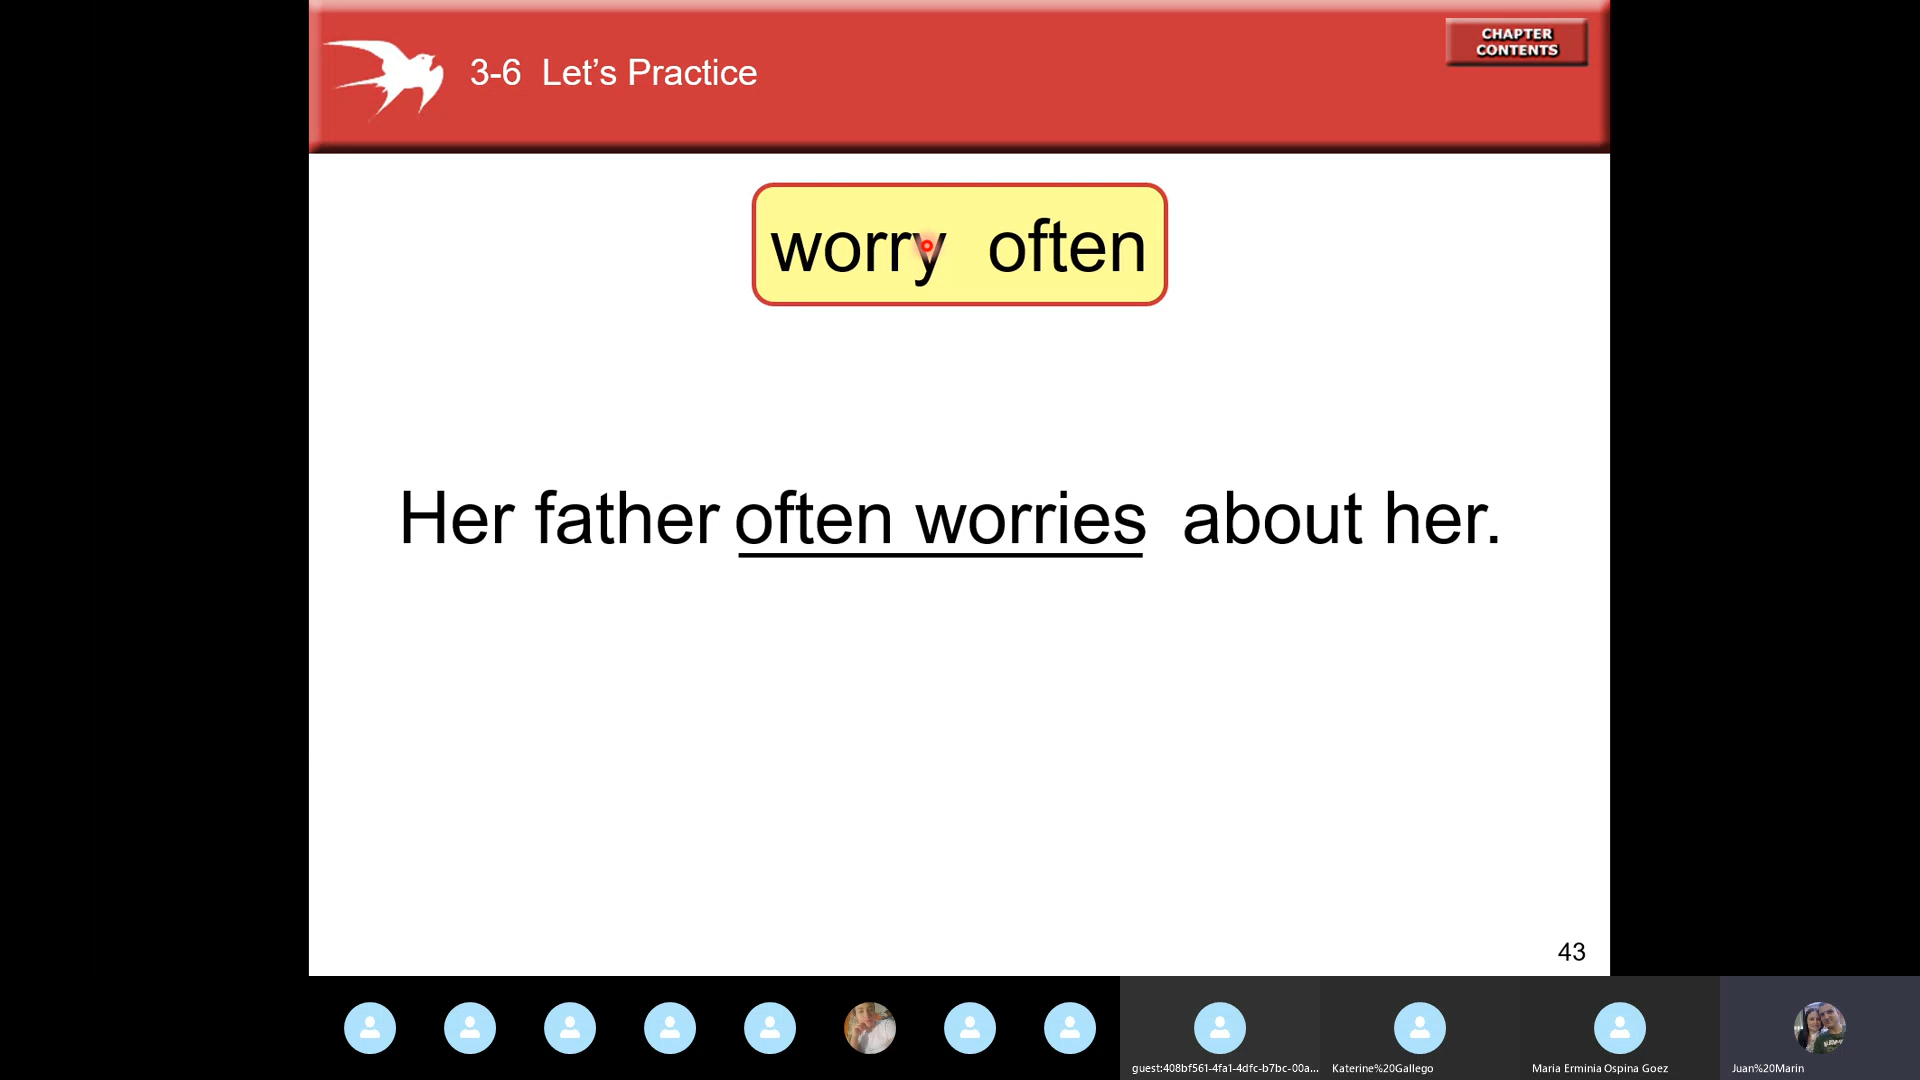 3-6 Let’s Practice
CHAPTER
CONTENTS
worry often
Her father often worries about her.
43
guest:408bf561-4fa1-4dfc-b7bc-00a...
Katerine%20Gallego
Maria Erminia Ospina Goez
Juan%20Marin